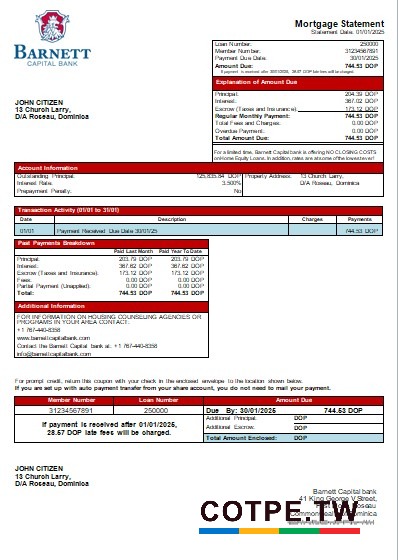 BARNETT
CAPITAL BANK
Mortgage Statement
Statement Date: 01/01/2025
Loan Number: 250000
Member Number: 31234567891
Payment Due Date: 30/01/2025
Amount Due: 744.53 DOP
If payment is received after 30/01/2025, 28.57 DOP late fee will be charged.
Explanation of Amount Due
Principal: 204.39 DOP
Interest: 367.02 DOP
Escrow (Taxes and Insurance): 173.12 DOP
Regular Monthly Payment: 744.53 DOP
Total Fees and Charges: 0.00 DOP
Overdue Payment: 0.00 DOP
Total Amount Due: 744.53 DOP
For a limited time, Barnett Capital bank is offering NO CLOSING COSTS
on Home Equity Loans. In addition, rates are at some of the lowest ever!
JOHN CITIZEN
13 Church Larry,
D/A Roseau, Dominioa
Account Information
Outstanding Principal: 125,835.84 DOP Property Address: 13 Church Larry,
Interest Rate: 3.500% D/A Roseau, Dominica
Prepayment Penalty: No
Transaction Activity (01/01 to 31/01)
Date Description Charges Payments
01/01 Payment Received Due Date 30/01/25 744.53 DOP
Past Payments Breakdown
Paid Last Month Paid Year To Date
Principal: 203.79 DOP 203.79 DOP
Interest: 367.62 DOP 367.62 DOP
Escrow (Taxes and Insurance): 173.12 DOP 173.12 DOP
Fees: 0.00 DOP 0.00 DOP
Partial Payment (Unapplied): 0.00 DOP 0.00 DOP
Total: 744.53 DOP 744.53 DOP
Additional Information
FOR INFORMATION ON HOUSING COUNSELING AGENCIES OR
PROGRAMS IN YOUR AREA CONTACT:
+1 767-440-8358
www.barnettcapitalbank.com
Contact the Barnett Capital bank at: +1 767-440-8358
info@barnettcapitalbank.com
For prompt credit, return this coupon with your check in the enclosed envelope to the location shown below.
If you are set up with auto payment transfer from your share account, you do not need to mail your payment.
Member Number Loan Number Amount Due
31234567891 250000 Due By: 30/01/2025 744.53 DOP
If payment is received after 01/01/2025,
28.57 DOP late fees will be charged.
Additional Principal: DOP
Additional Escrow: DOP
Total Amount Enclosed: DOP
JOHN CITIZEN
13 Church Larry,
D/A Roseau, Dominioa
Barnett Capital bank
41 King George V Street,
COTPE.TW